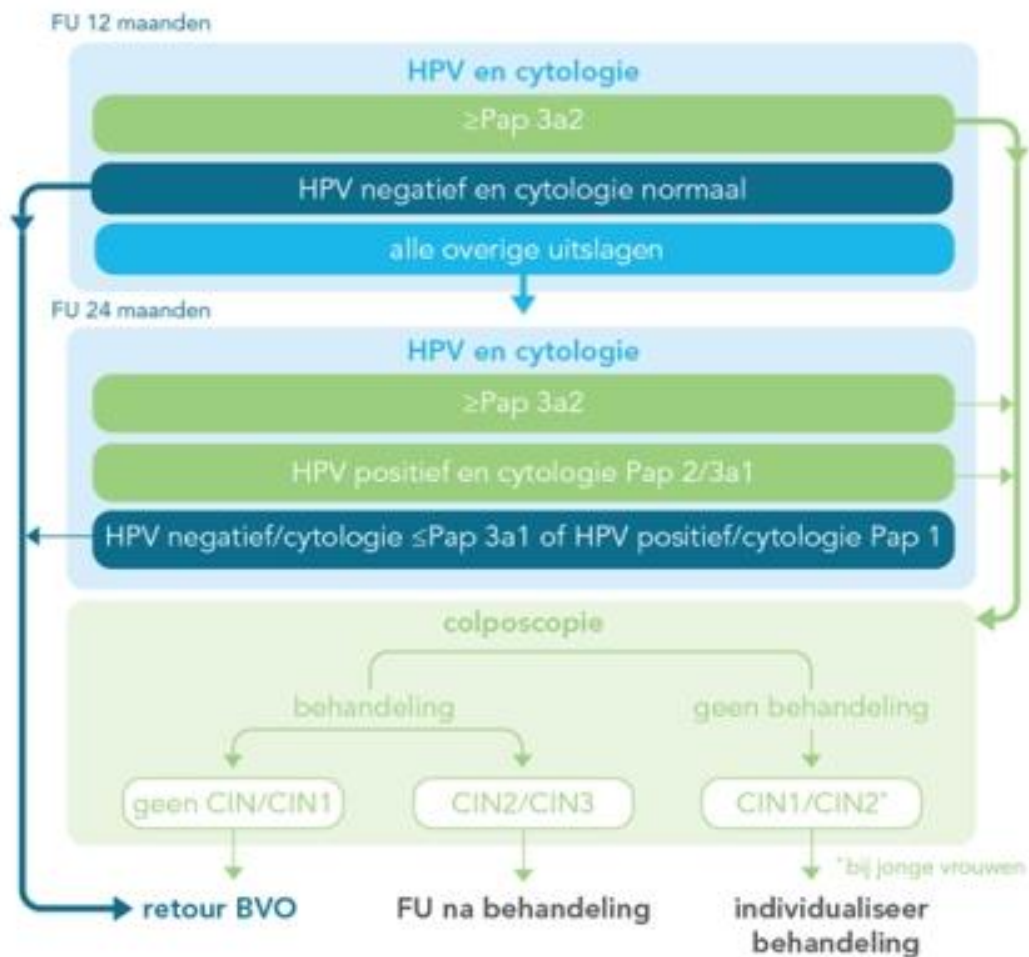 FU 12 maanden
HPV en cytologie
≥Pap 3a2
HPV negatief en cytologie normaal
alle overige uitslagen
FU 24 maanden
HPV en cytologie
≥Pap 3a2
HPV positief en cytologie Pap 2/3a1
HPV negatief/cytologie ≤Pap 3a1 of HPV positief/cytologie Pap 1
colposcopie
behandeling
geen behandeling
geen CIN/CIN1
CIN2/CIN3
CIN1/CIN2*
*bij jonge vrouwen
retour BVO
FU na behandeling
individualiseer
behandeling